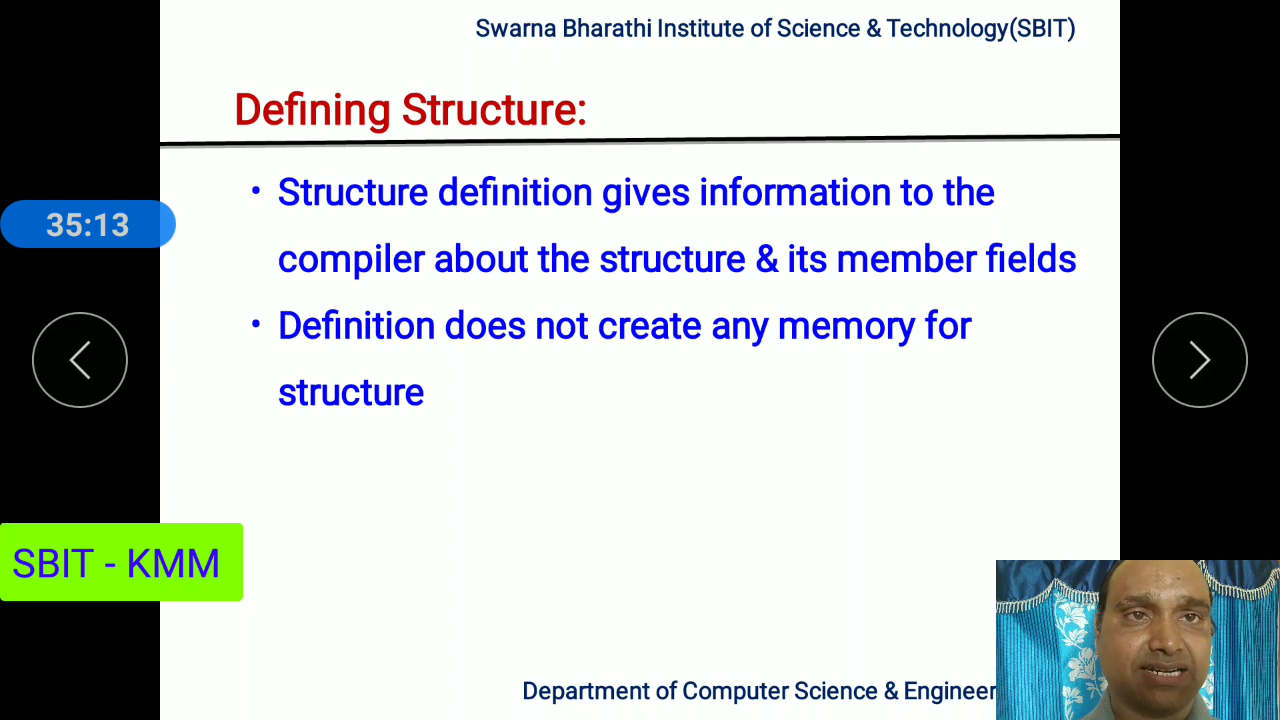 Swarna Bharathi Institute of Science & Technology(SBIT)
Defining Structure:
• Structure definition gives information to the
compiler about the structure & its member fields
• Definition does not create any memory for
structure
35:13
SBIT - KMM
Department of Computer Science & Engineer